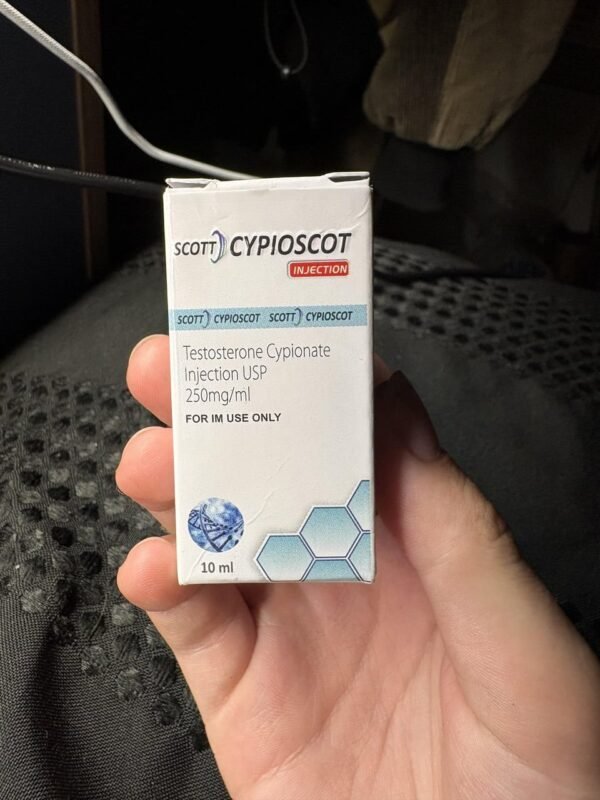 SCOTT CYPIOSCOT
INJECTION
SCOTT CYPIOSCOT SCOTT CYPIOSCOT
Testosterone Cypionate
Injection USP
250mg/ml
FOR IM USE ONLY
10 ml